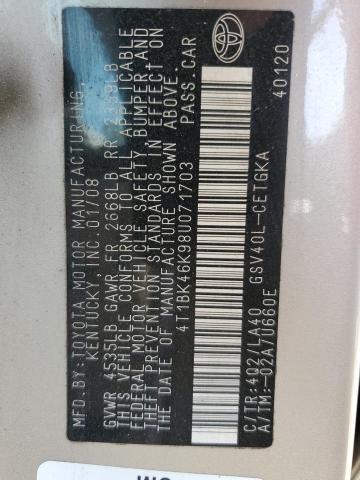 MFD. BY: TOYOTA MOTOR MANUFACTURING,
KENTUCKY, INC. 01/08
GVWR 4535LB GAWR FR 2668LB RR 2359LB
THIS VEHICLE CONFORMS TO ALL APPLICABLE
FEDERAL MOTOR VEHICLE SAFETY, BUMPER, AND
THEFT PREVENTION STANDARDS IN EFFECT ON
THE DATE OF MANUFACTURE SHOWN ABOVE.
4T1BK46K98U071703 PASS.CAR
C/TR:4Q2/JA40 GSV40L-CETGKA
A/TM:-02A/U660E 40120